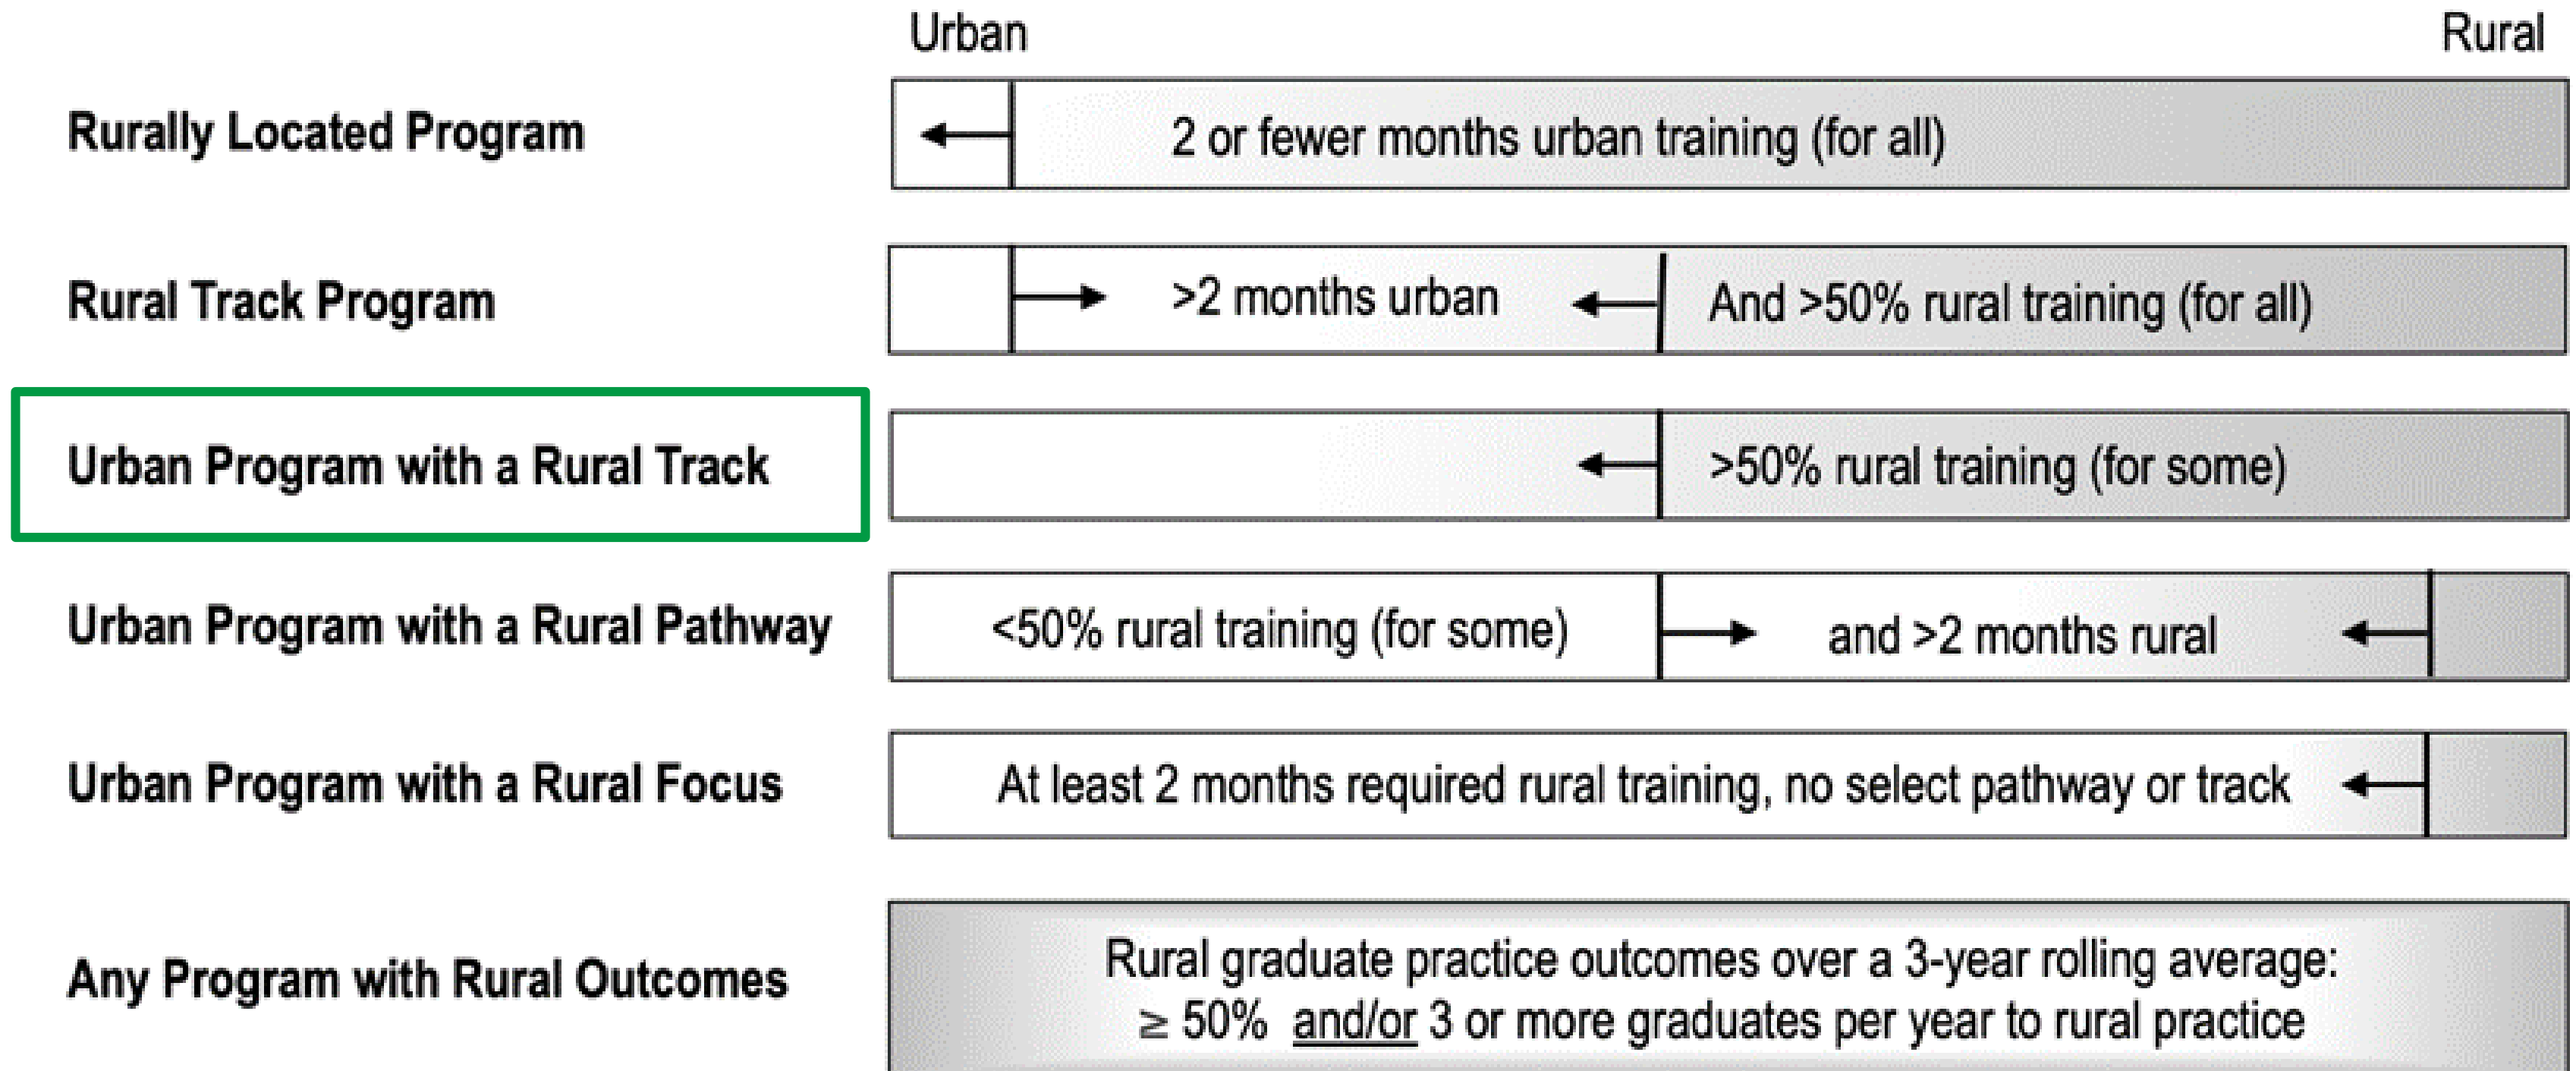 Urban Rural
Rurally Located Program 2 or fewer months urban training (for all)
Rural Track Program >2 months urban And >50% rural training (for all)
Urban Program with a Rural Track >50% rural training (for some)
Urban Program with a Rural Pathway <50% rural training (for some) and >2 months rural
Urban Program with a Rural Focus At least 2 months required rural training, no select pathway or track
Any Program with Rural Outcomes
Rural graduate practice outcomes over a 3-year rolling average:
≥ 50% and/or 3 or more graduates per year to rural practice